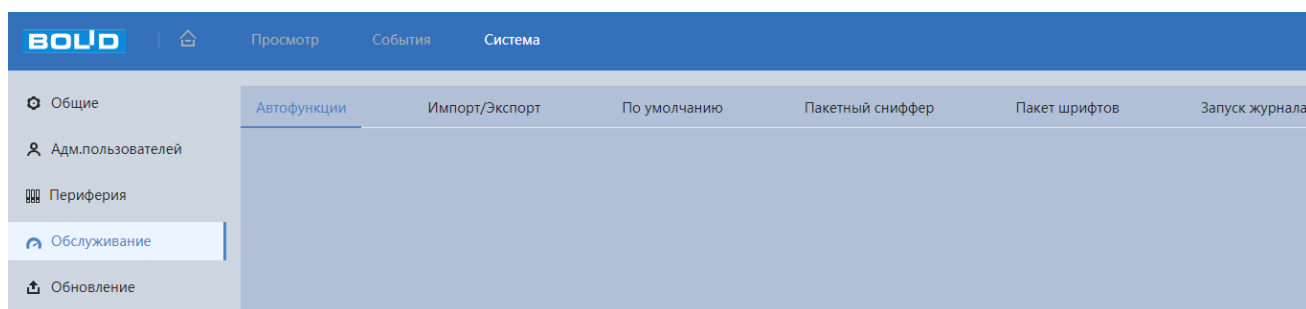 BOLID Просмотр События Система
Общие
Автофункции Импорт/Экспорт По умолчанию Пакетный сниффер Пакет шрифтов Запуск журнала
Адм.пользователей
Периферия
Обслуживание
Обновление